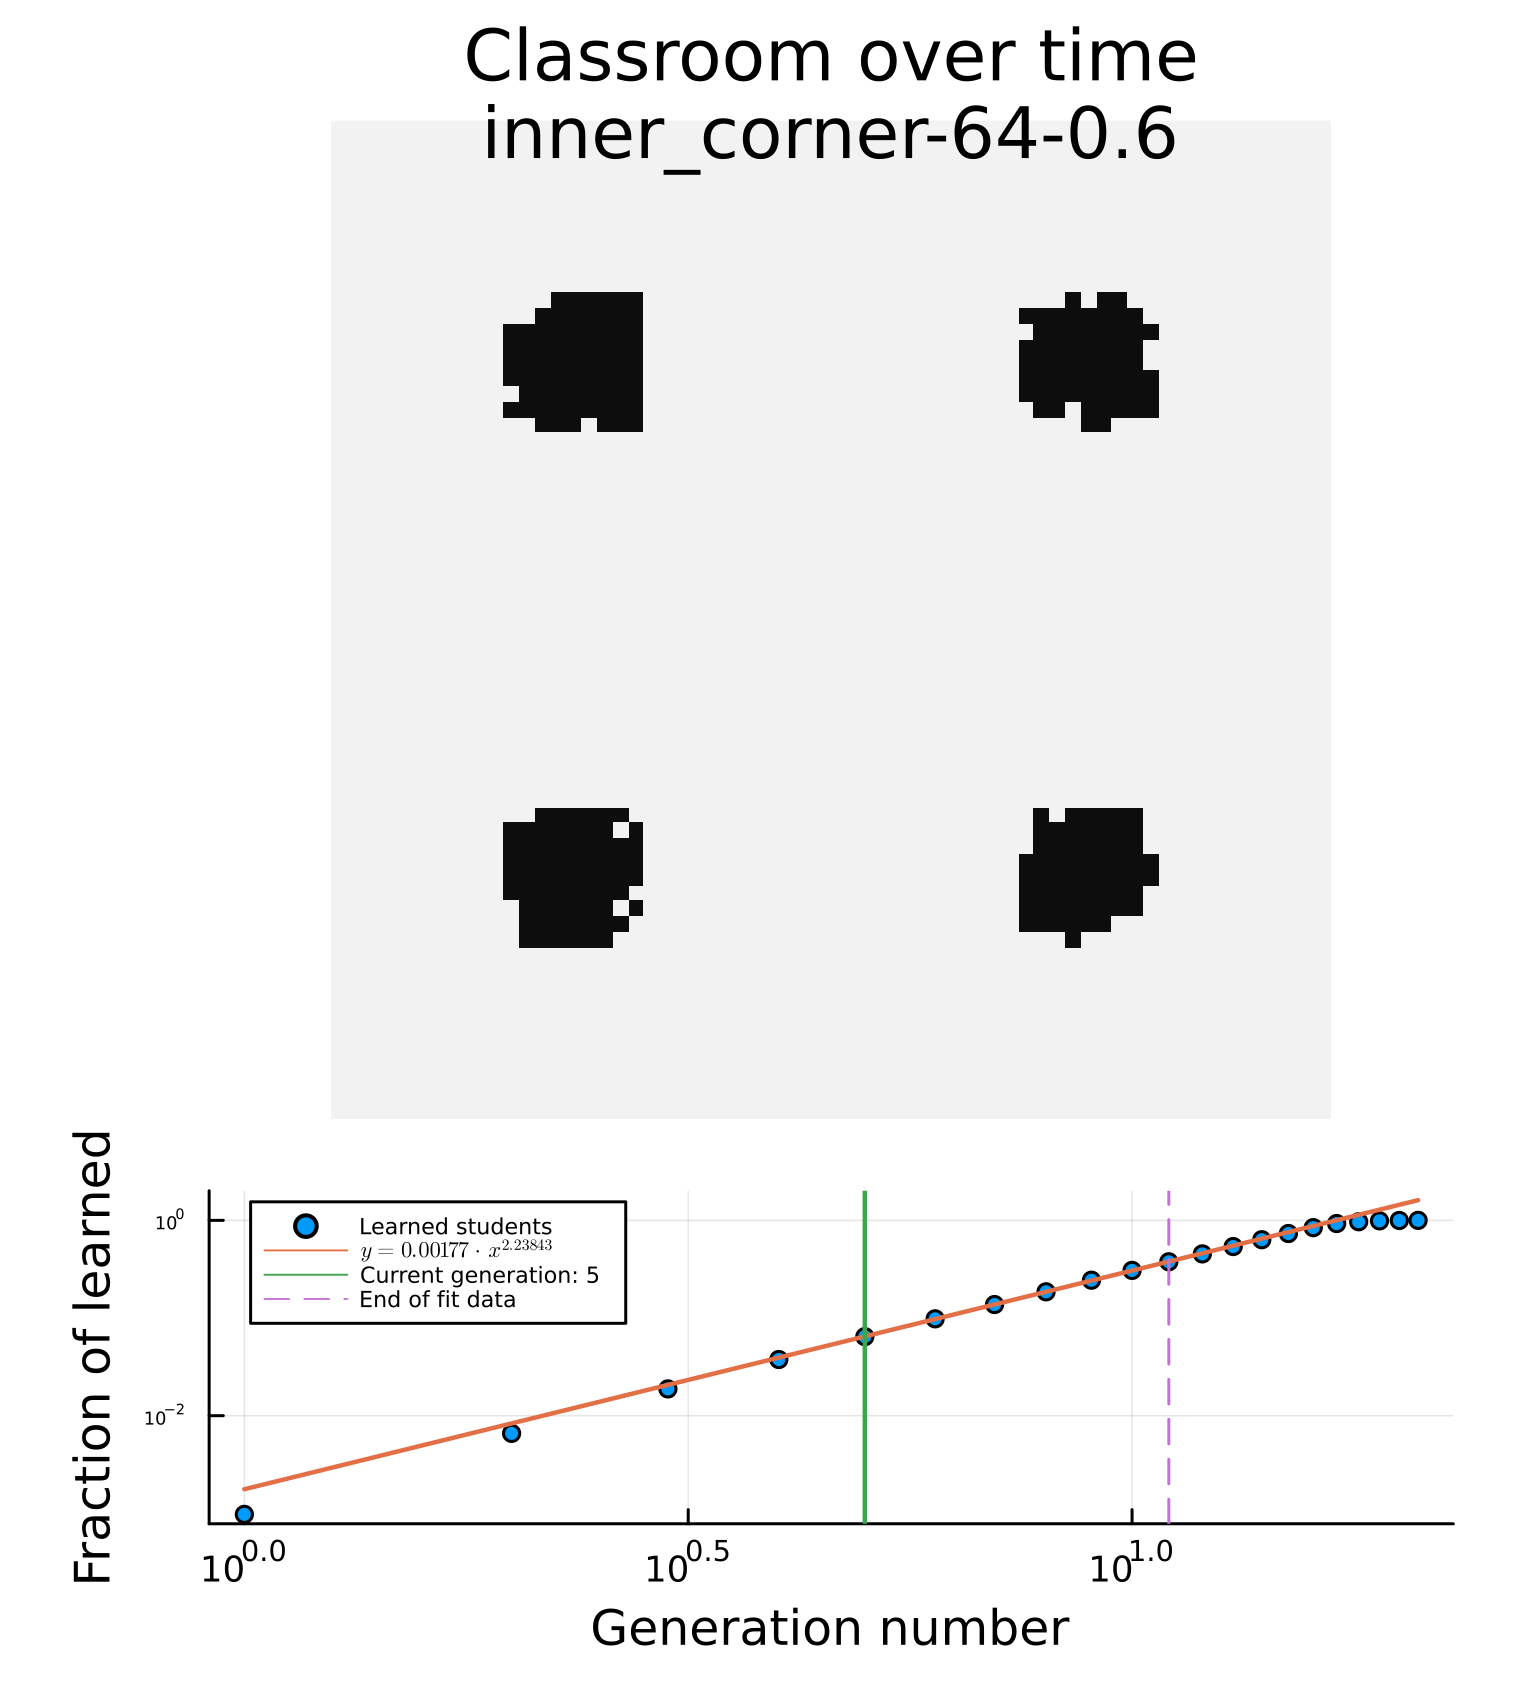 Classroom over time
inner_corner-64-0.6
Fraction of learned
10^0
10^−2
Learned students
y = 0.00177 · x^2.23843
Current generation: 5
End of fit data
10^0.0
10^0.5
10^1.0
Generation number